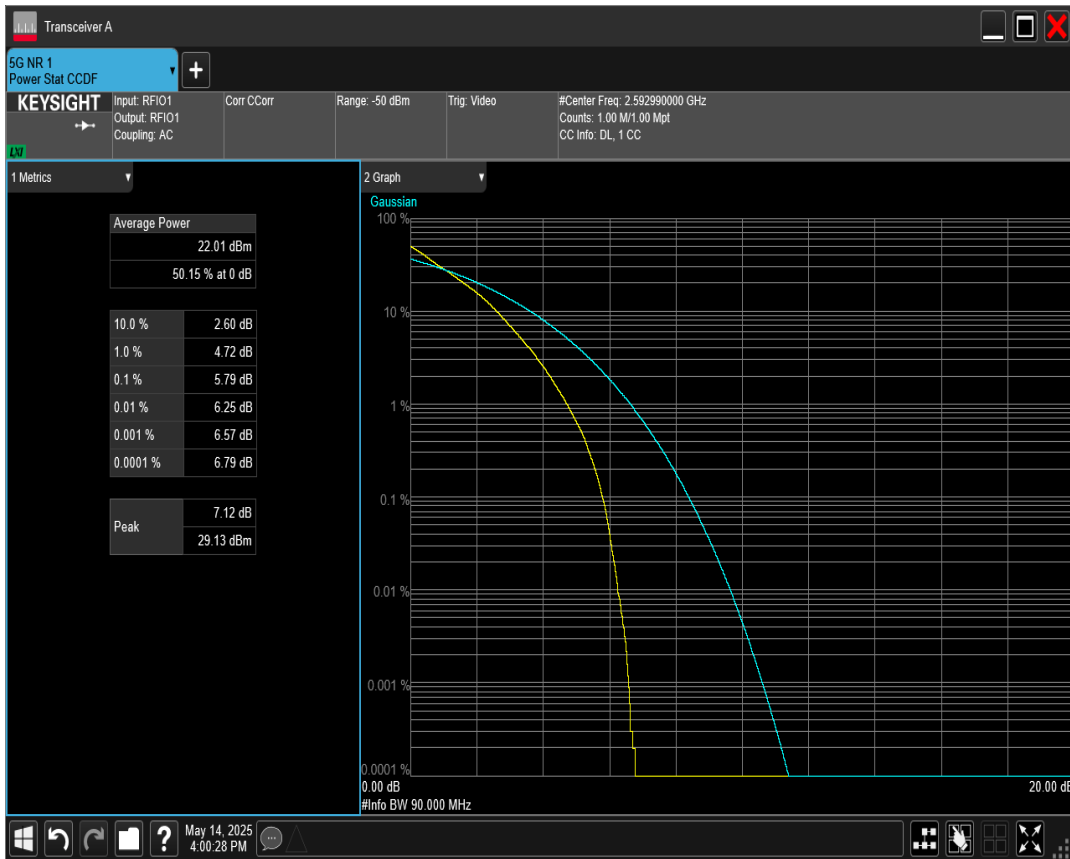 Transceiver A
5G NR 1
Power Stat CCDF
+
KEYSIGHT
LXI
Input: RFIO1
Output: RFIO1
Coupling: AC
Corr CCorr
Range: -50 dBm
Trig: Video
#Center Freq: 2.592990000 GHz
Counts: 1.00 M/1.00 Mpt
CC Info: DL, 1 CC
1 Metrics
Average Power
22.01 dBm
50.15 % at 0 dB
10.0 % 2.60 dB
1.0 % 4.72 dB
0.1 % 5.79 dB
0.01 % 6.25 dB
0.001 % 6.57 dB
0.0001 % 6.79 dB
Peak 7.12 dB
29.13 dBm
2 Graph
Gaussian
100 %
10 %
1 %
0.1 %
0.01 %
0.001 %
0.0001 %
0.00 dB 20.00 dB
#Info BW 90.000 MHz
?
May 14, 2025
4:00:28 PM